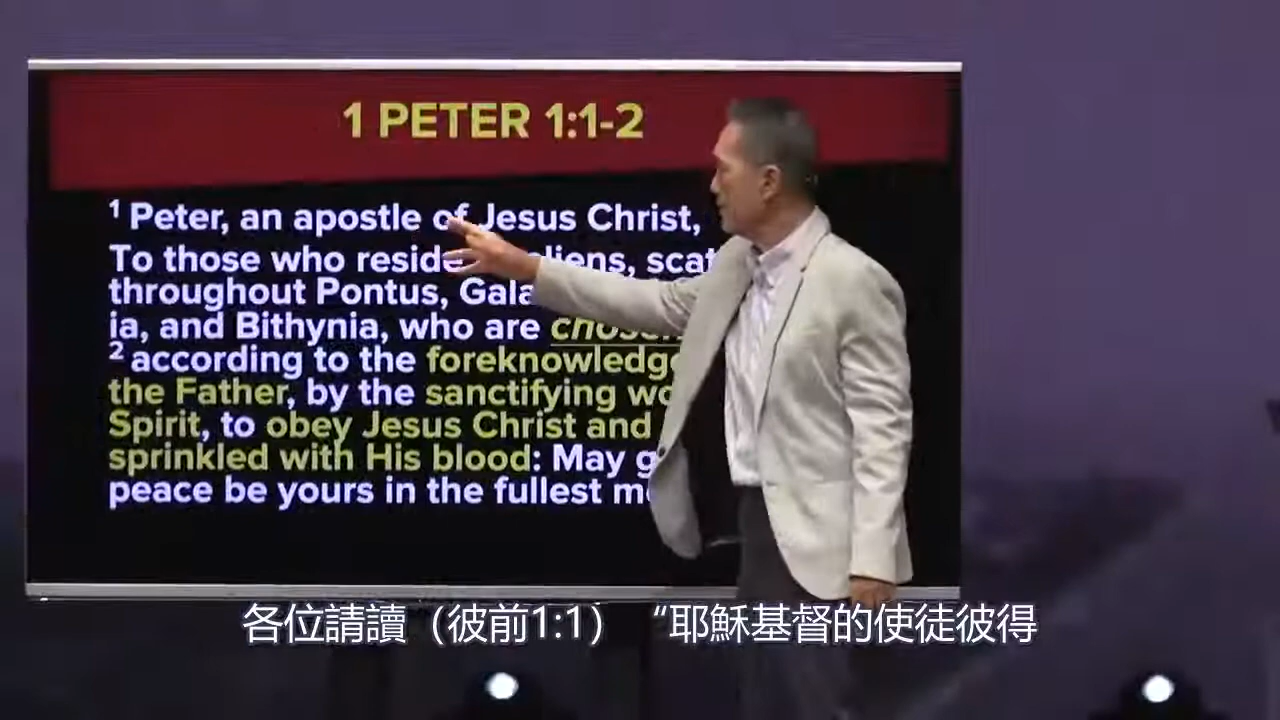 1 PETER 1:1-2
1 Peter, an apostle of Jesus Christ,
To those who reside aliens,
throughout Pontus,
ia, and Bithynia, who are chosen
2 according to the foreknowledge
the Father, by the sanctifying
Spirit, to obey Jesus Christ and
sprinkled with His blood: May
peace be yours in the fullest
各位請讀（彼前1:1）“耶穌基督的使徒彼得